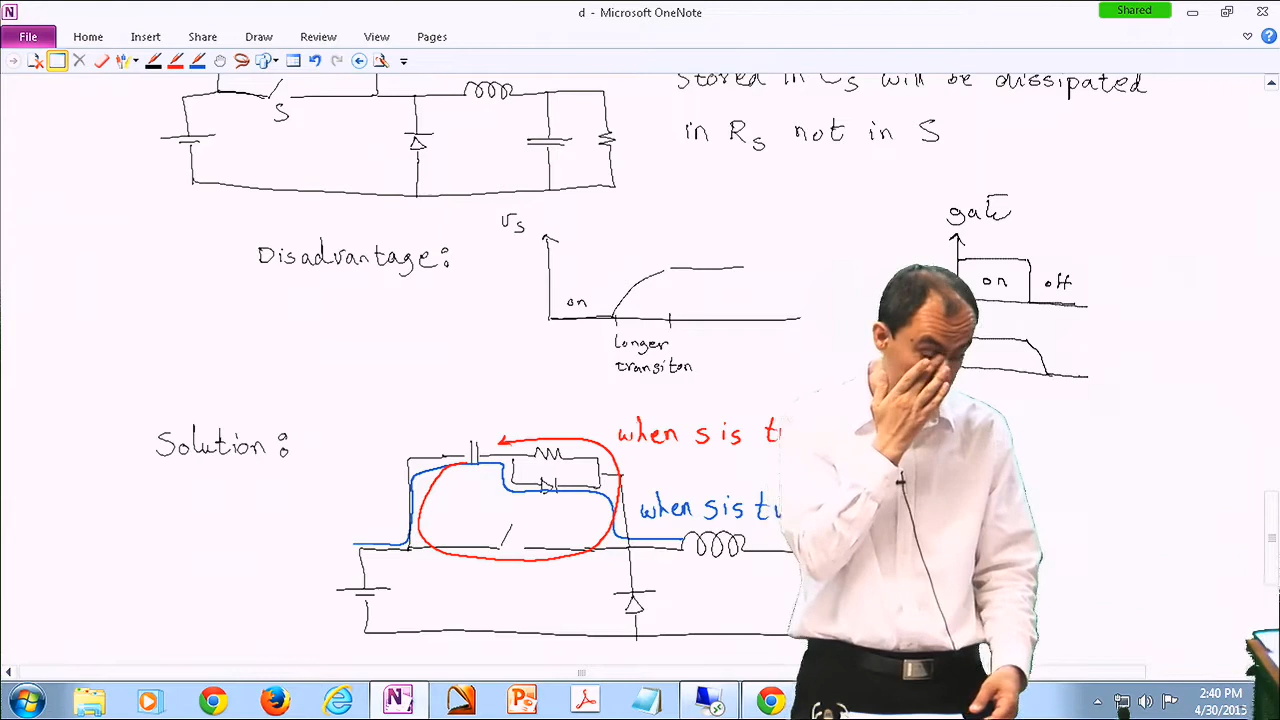 d - Microsoft OneNote
Shared
File Home Insert Share Draw Review View Pages
stored in Cs will be dissipated
in Rs not in S
S
vs
gate
Disadvantage:
on
on off
longer
transiton
Solution:
when s is
when s is
2:40 PM
4/30/2013